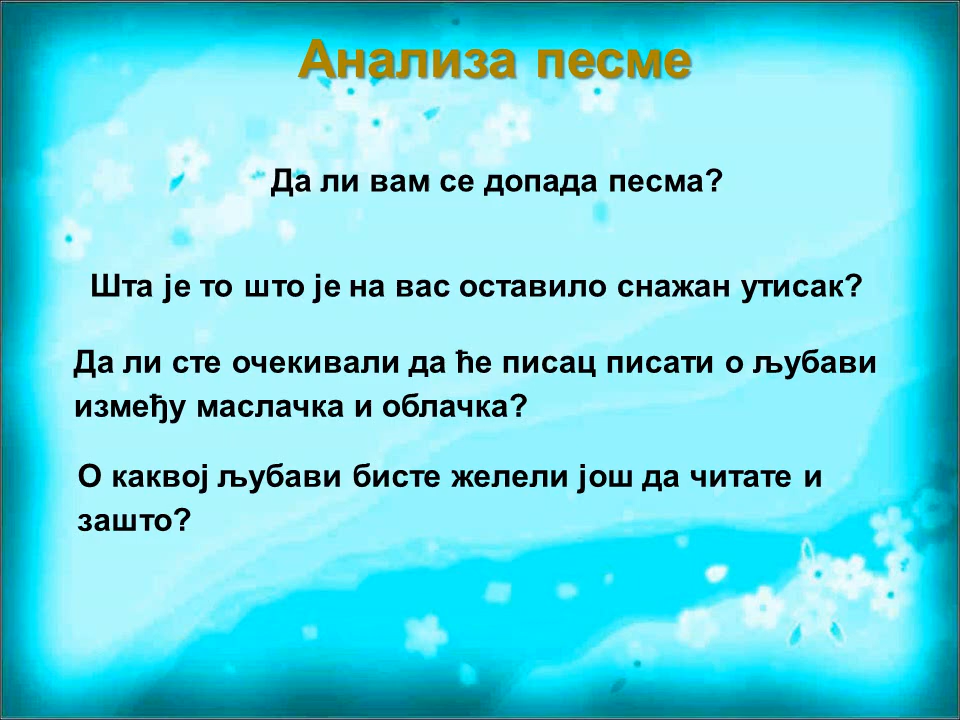 Анализа песме
Да ли вам се допада песма?
Шта је то што је на вас оставило снажан утисак?
Да ли сте очекивали да ће писац писати о љубави
између маслачка и облачка?
О каквој љубави бисте желели још да читате и
зашто?